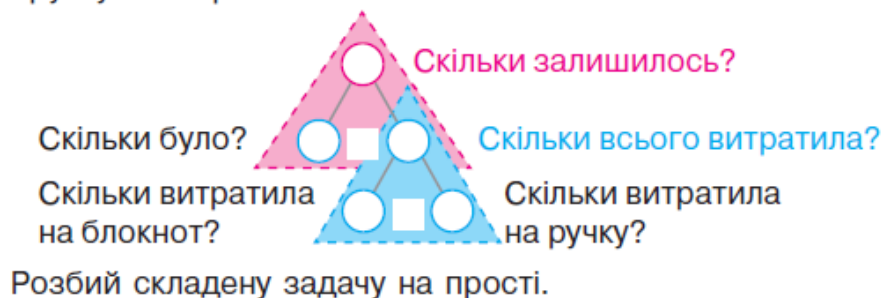 Скільки залишилось?
Скільки було?
Скільки всього витратила?
Скільки витратила
на блокнот?
Скільки витратила
на ручку?
Розбий складену задачу на прості.